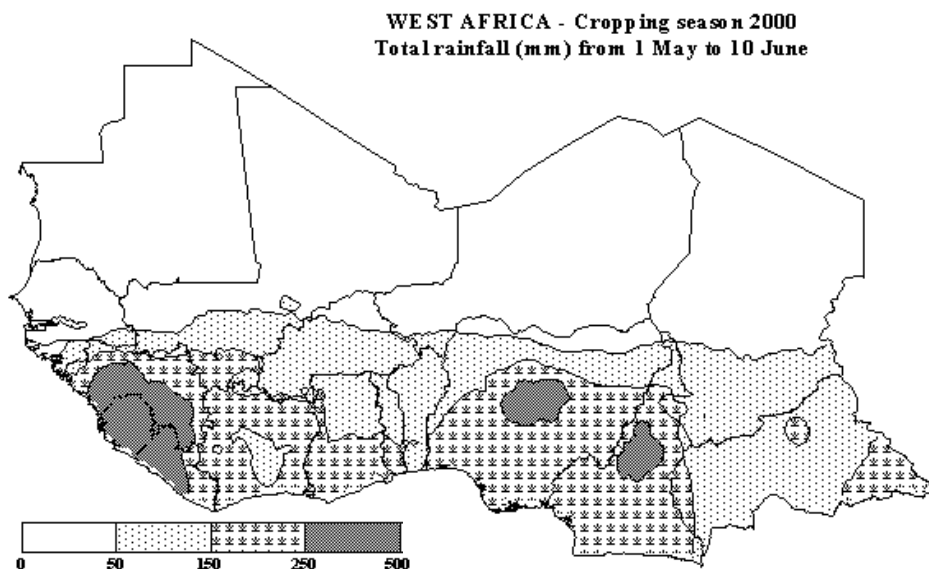 WEST AFRICA - Cropping season 2000
Total rainfall (mm) from 1 May to 10 June
0 50 150 250 500